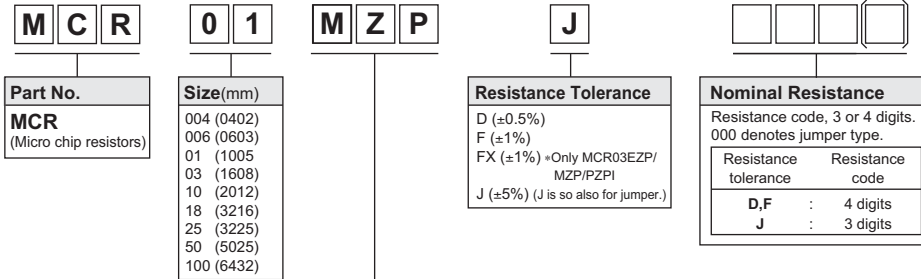 MCR 01 MZP J
Part No.
MCR
(Micro chip resistors)
Size(mm)
004 (0402)
006 (0603)
01 (1005
03 (1608)
10 (2012)
18 (3216)
25 (3225)
50 (5025)
100 (6432)
Resistance Tolerance
D (±0.5%)
F (±1%)
FX (±1%) *Only MCR03EZP/
MZP/PZPI
J (±5%) (J is so also for jumper.)
Nominal Resistance
Resistance code, 3 or 4 digits.
000 denotes jumper type.
Resistance tolerance Resistance code
D,F : 4 digits
J : 3 digits